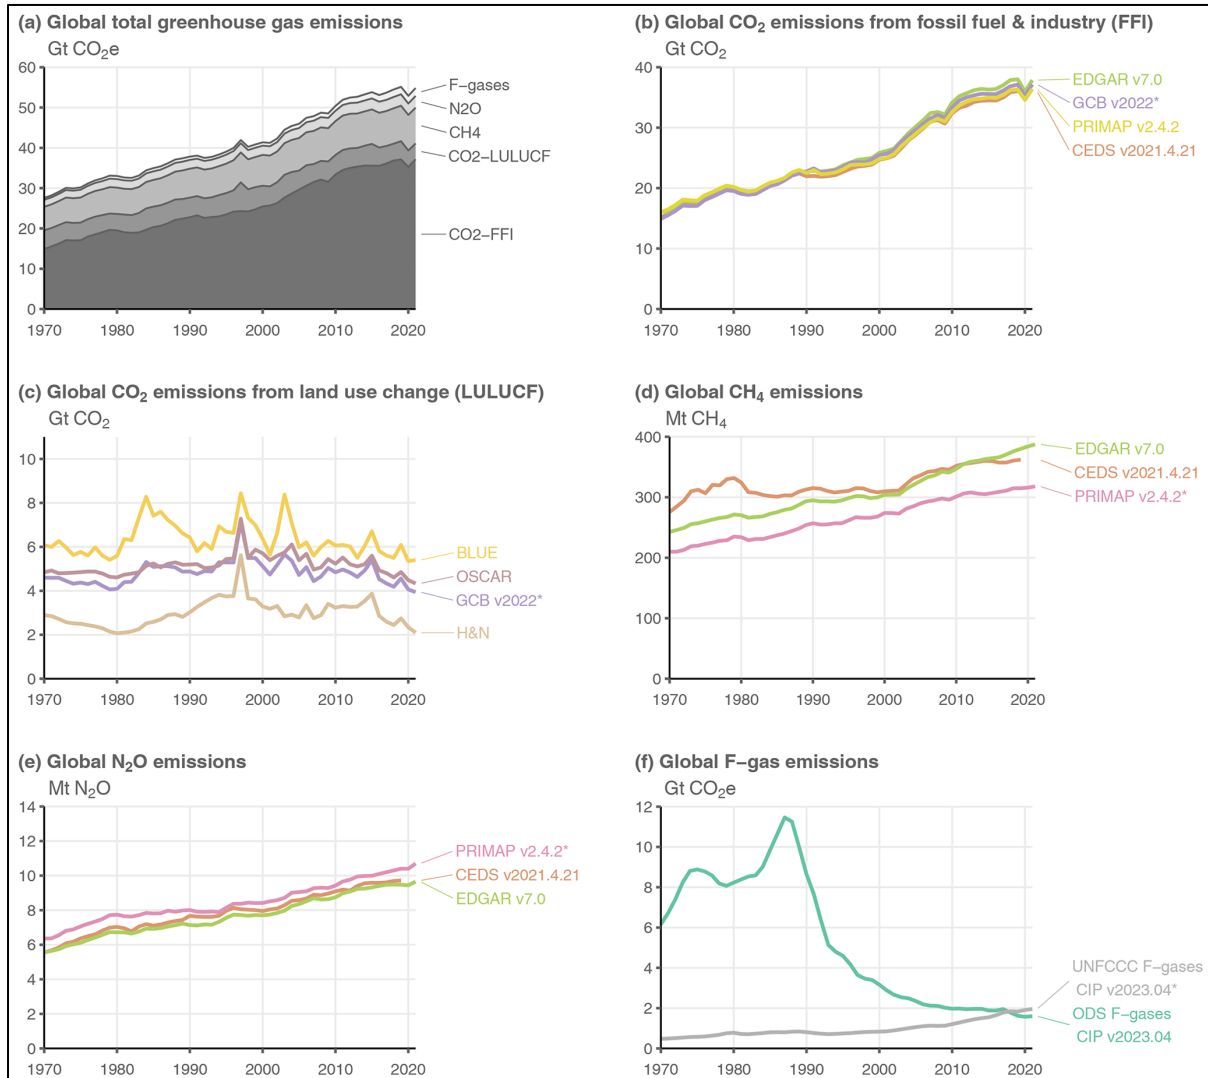 (a) Global total greenhouse gas emissions
Gt CO₂e
60
50
40
30
20
10
0
1970 1980 1990 2000 2010 2020
F−gases
N2O
CH4
CO2−LULUCF
CO2−FFI
(b) Global CO₂ emissions from fossil fuel & industry (FFI)
Gt CO₂
40
30
20
10
0
1970 1980 1990 2000 2010 2020
EDGAR v7.0
GCB v2022*
PRIMAP v2.4.2
CEDS v2021.4.21
(c) Global CO₂ emissions from land use change (LULUCF)
Gt CO₂
10
8
6
4
2
0
1970 1980 1990 2000 2010 2020
BLUE
OSCAR
GCB v2022*
H&N
(d) Global CH₄ emissions
Mt CH₄
400
300
200
100
0
1970 1980 1990 2000 2010 2020
EDGAR v7.0
CEDS v2021.4.21
PRIMAP v2.4.2*
(e) Global N₂O emissions
Mt N₂O
14
12
10
8
6
4
2
0
1970 1980 1990 2000 2010 2020
PRIMAP v2.4.2*
CEDS v2021.4.21
EDGAR v7.0
(f) Global F−gas emissions
Gt CO₂e
12
10
8
6
4
2
0
1970 1980 1990 2000 2010 2020
UNFCCC F−gases
CIP v2023.04*
ODS F−gases
CIP v2023.04